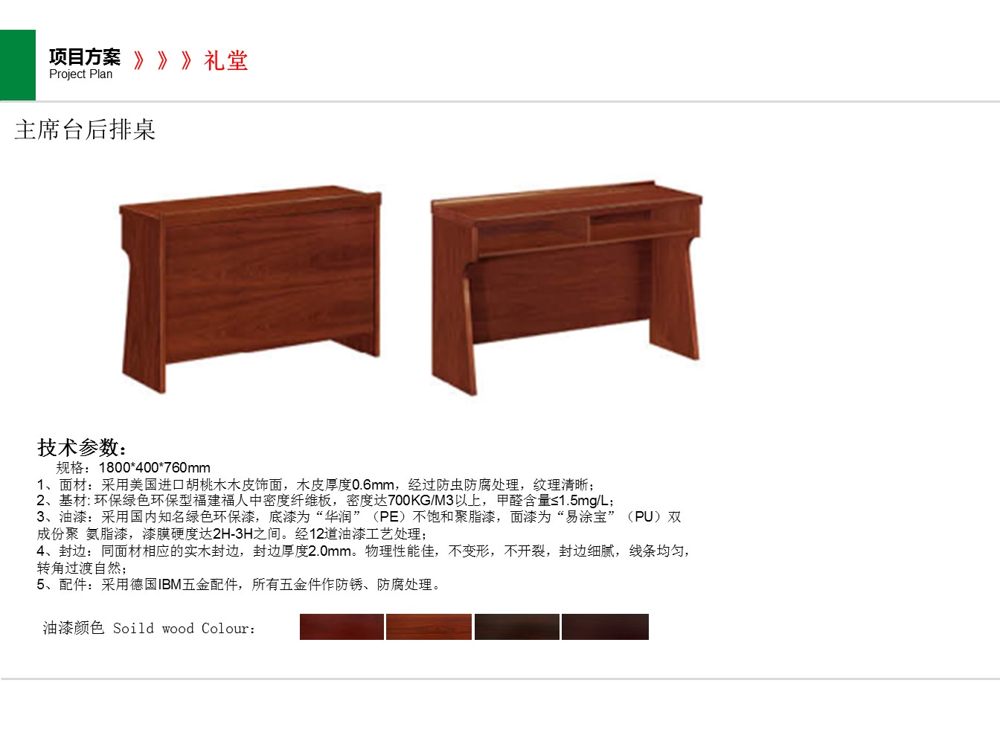 项目方案 》》》礼堂
Project Plan
主席台后排桌
技术参数：
规格：1800*400*760mm
1、面材：采用美国进口胡桃木木皮饰面，木皮厚度0.6mm，经过防虫防腐处理，纹理清晰；
2、基材: 环保绿色环保型福建福人中密度纤维板，密度达700KG/M3以上，甲醛含量≤1.5mg/L；
3、油漆：采用国内知名绿色环保漆，底漆为“华润”（PE）不饱和聚脂漆，面漆为“易涂宝”（PU）双
成份聚 氨脂漆，漆膜硬度达2H-3H之间。经12道油漆工艺处理；
4、封边：同面材相应的实木封边，封边厚度2.0mm。物理性能佳，不变形，不开裂，封边细腻，线条均匀，
转角过渡自然；
5、配件：采用德国IBM五金配件，所有五金件作防锈、防腐处理。
油漆颜色 Soild wood Colour：